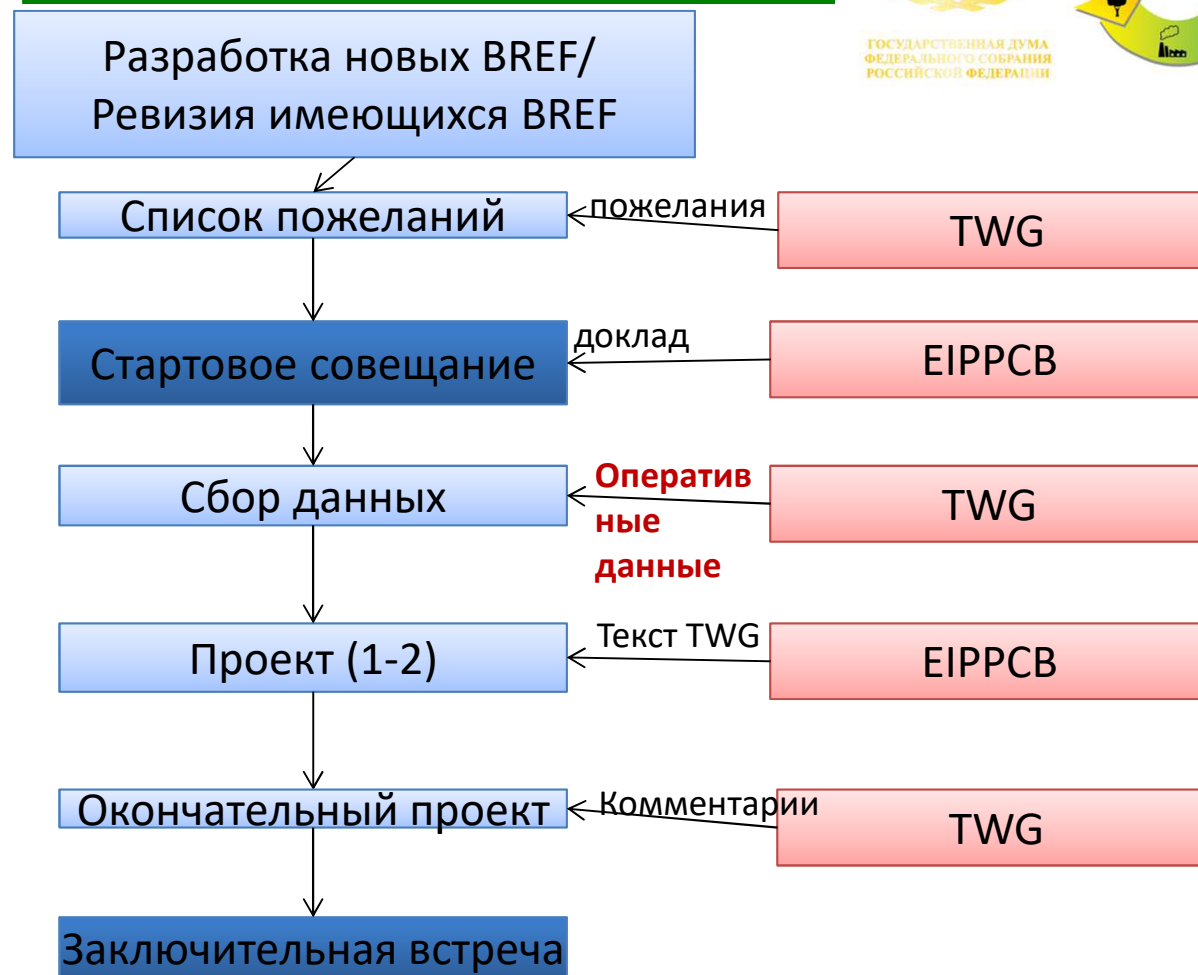 ГОСУДАРСТВЕННАЯ ДУМА
ФЕДЕРАЛЬНОГО СОБРАНИЯ
РОССИЙСКОЙ ФЕДЕРАЦИИ
Разработка новых BREF/
Ревизия имеющихся BREF
Список пожеланий
пожелания
TWG
Стартовое совещание
доклад
EIPPCB
Сбор данных
Оператив
ные
данные
TWG
Проект (1-2)
Текст TWG
EIPPCB
Окончательный проект
Комментарии
TWG
Заключительная встреча